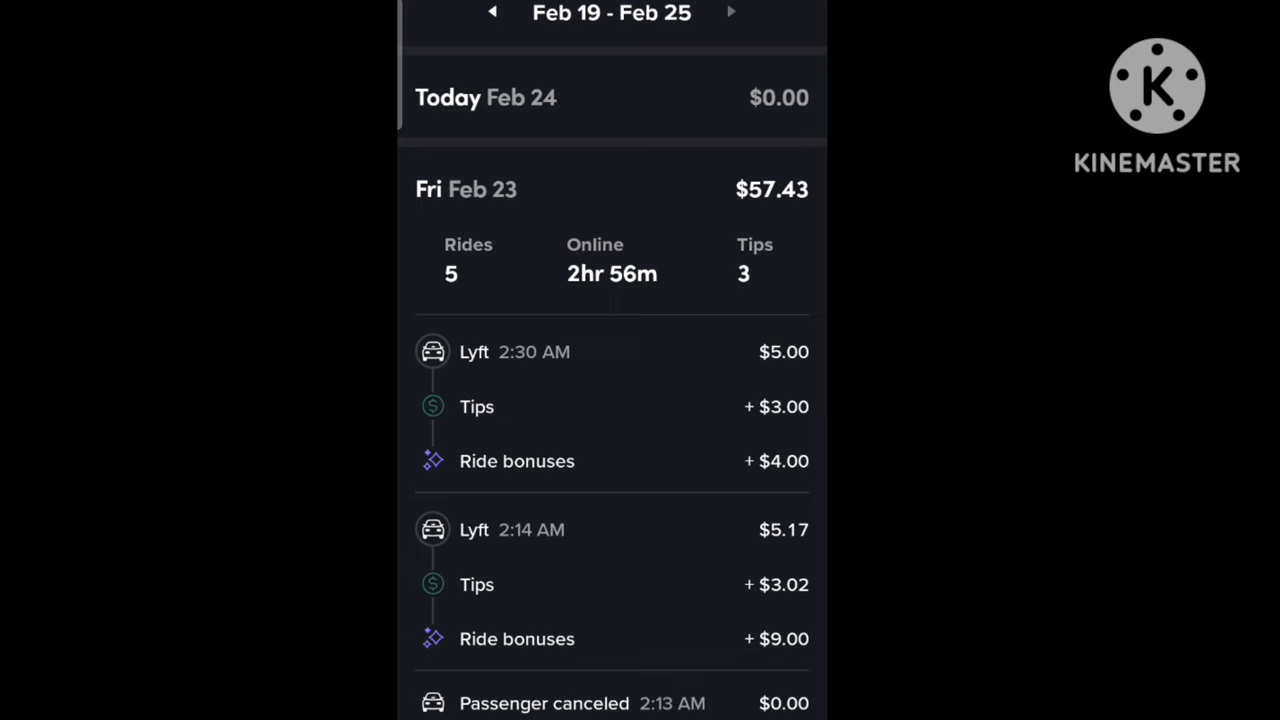 Feb 19 - Feb 25
Today Feb 24 $0.00
Fri Feb 23 $57.43
Rides Online Tips
5 2hr 56m 3
Lyft 2:30 AM $5.00
Tips + $3.00
Ride bonuses + $4.00
Lyft 2:14 AM $5.17
Tips + $3.02
Ride bonuses + $9.00
Passenger canceled 2:13 AM $0.00
K
KINEMASTER